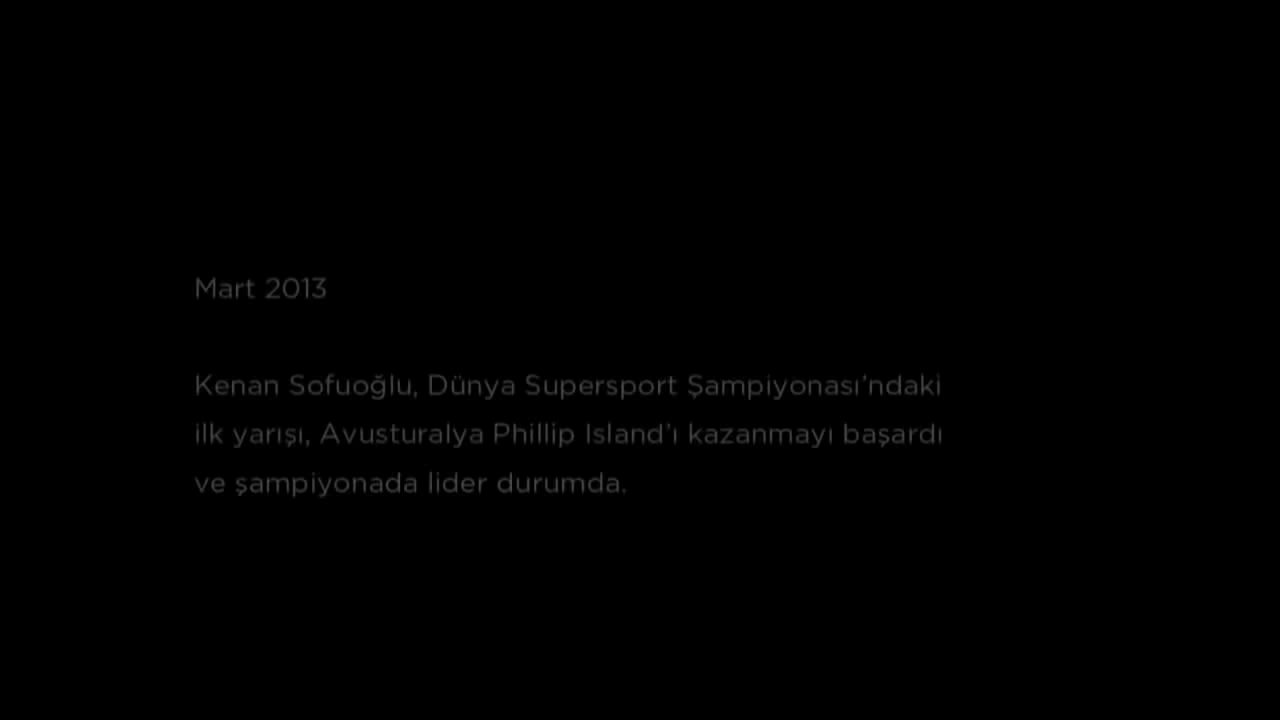 Mart 2013
Kenan Sofuoğlu, Dünya Supersport Şampiyonası'ndaki
ilk yarışı, Avusturalya Phillip Island'ı kazanmayı başardı
ve şampiyonada lider durumda.